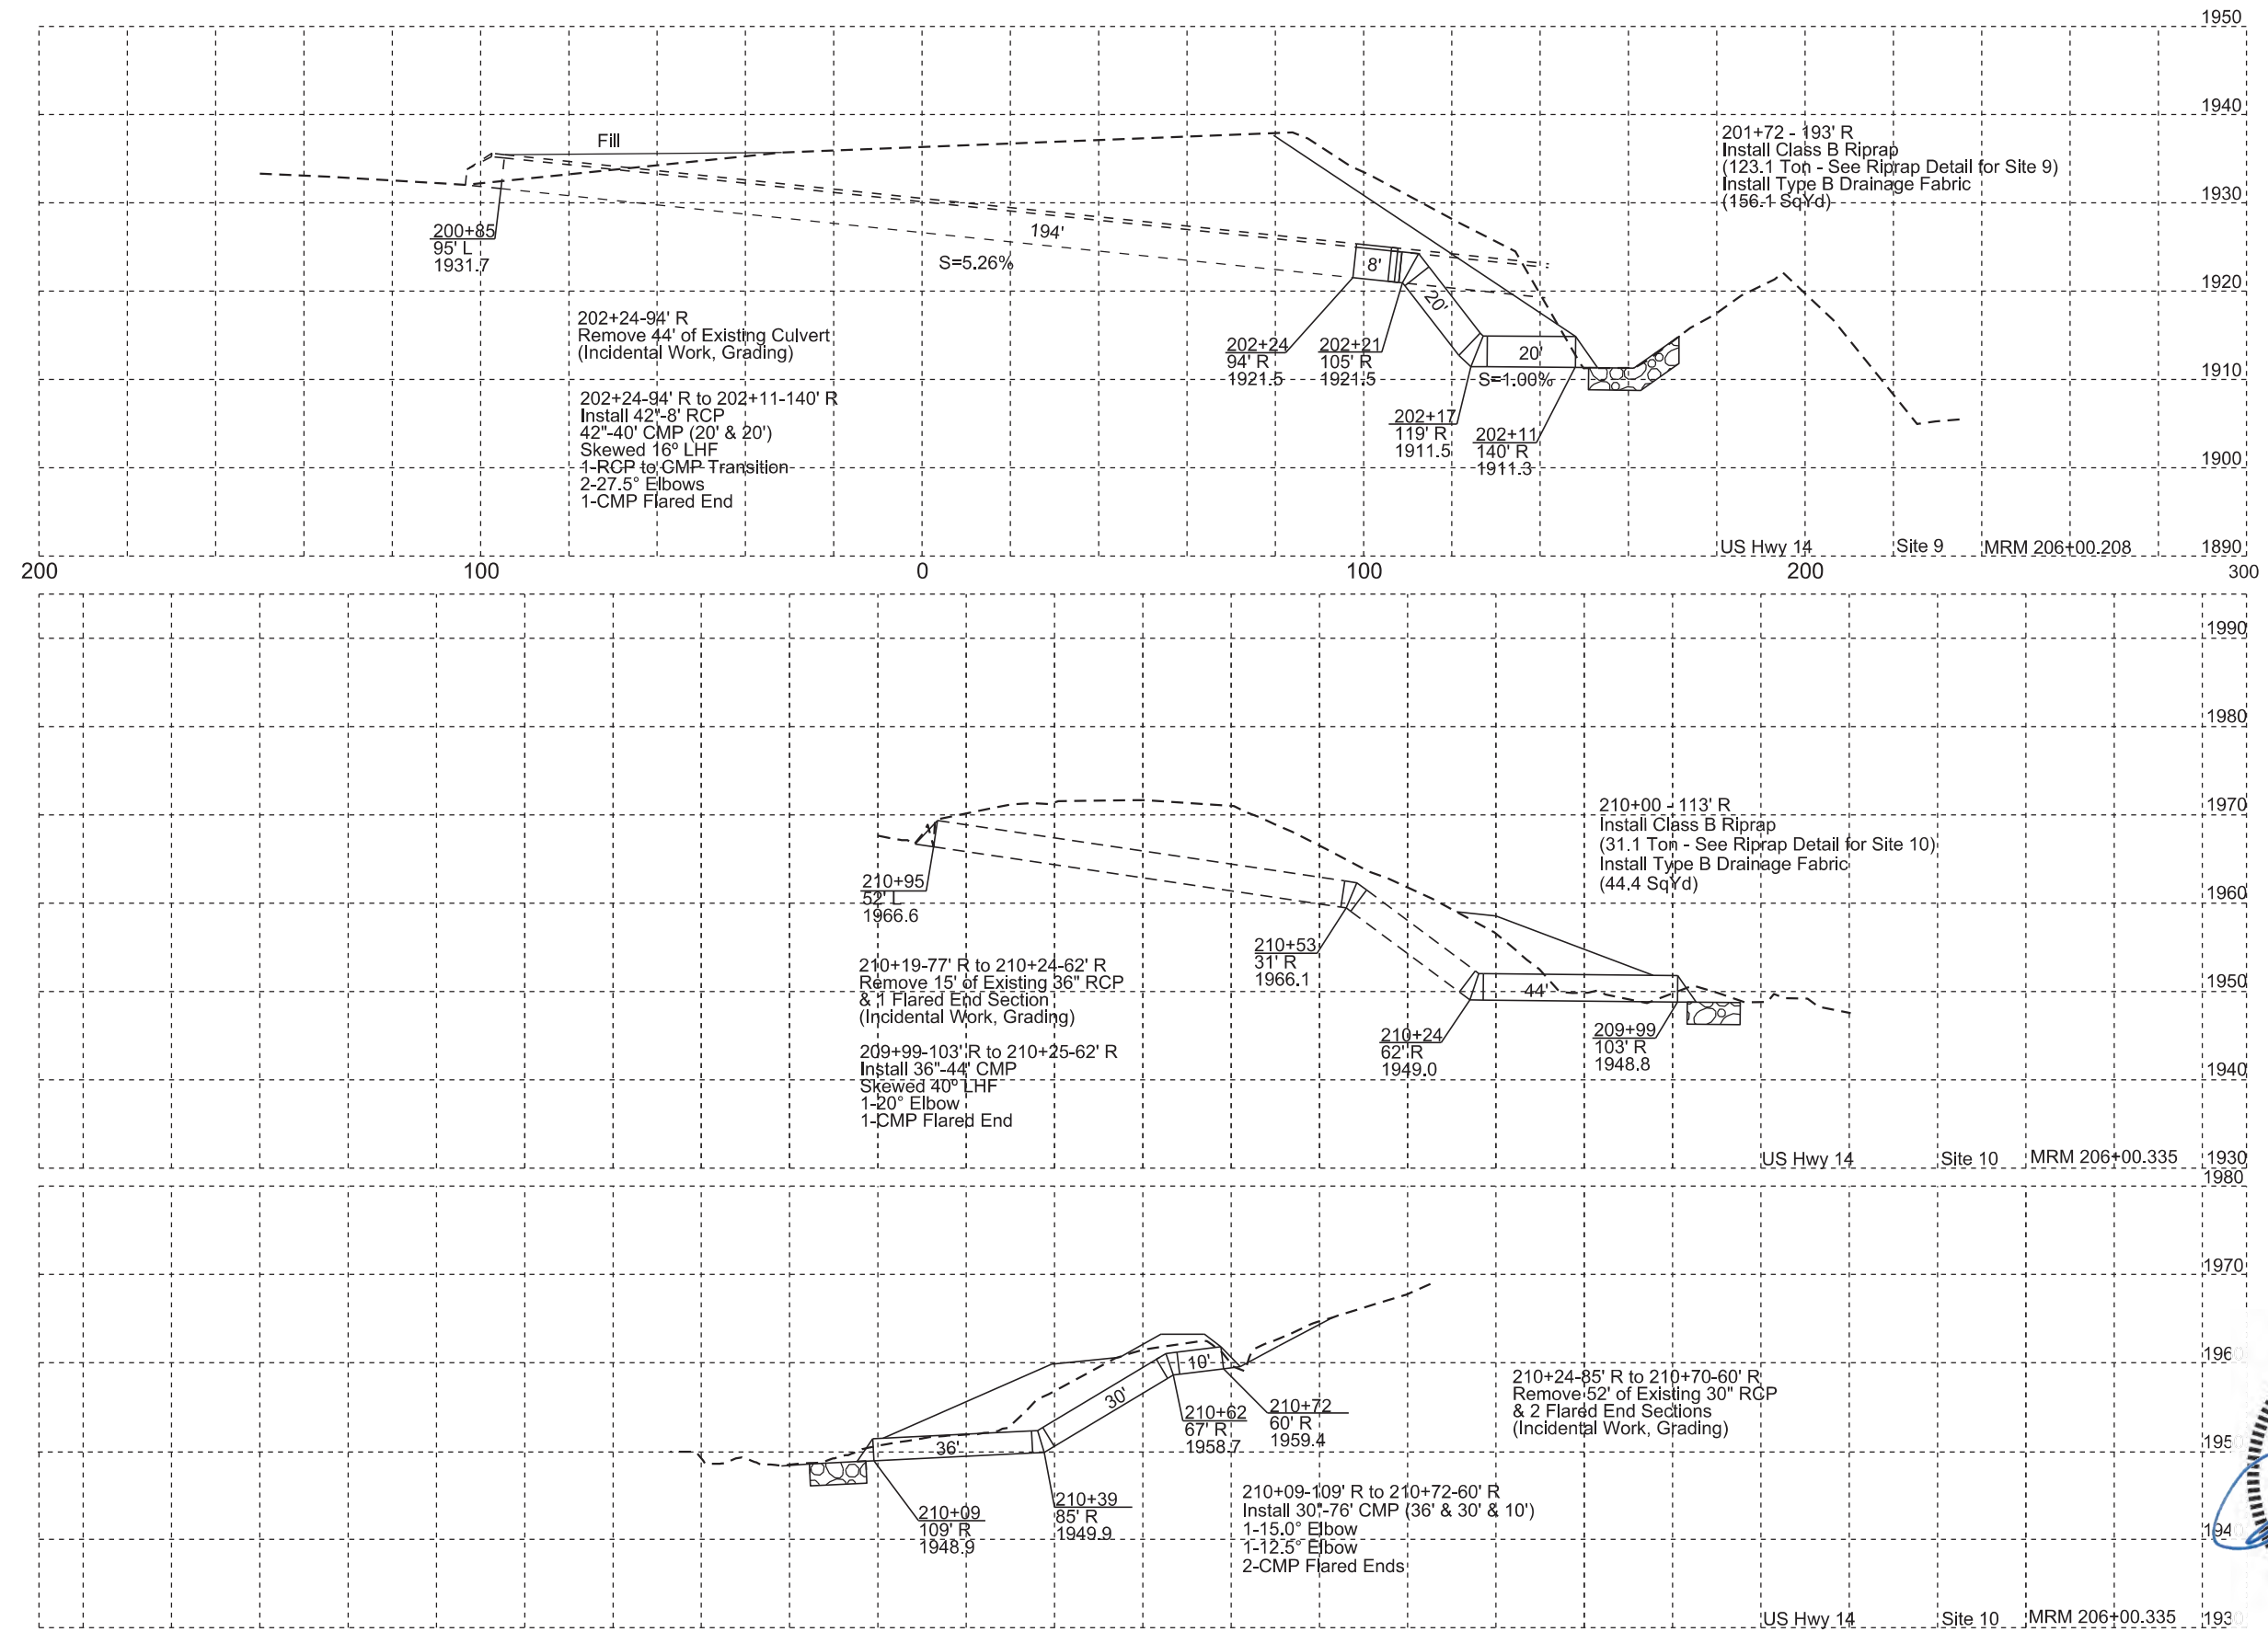 1950
1940
Fill
201+72 - 193' R
Install Class B Riprap
(123.1 Ton - See Riprap Detail for Site 9)
Install Type B Drainage Fabric
(156.1 SqYd)
1930
200+85
95' L
1931.7
194'
S=5.26%
8'
20'
1920
202+24-94' R
Remove 44' of Existing Culvert
(Incidental Work, Grading)
202+24
94' R
1921.5
202+21
105' R
1921.5
20'
S=1.00%
1910
202+24-94' R to 202+11-140' R
Install 42"-8' RCP
42"-40' CMP (20' & 20')
Skewed 16° LHF
1-RCP to CMP Transition
2-27.5° Elbows
1-CMP Flared End
202+17
119' R
1911.5
202+11
140' R
1911.3
1900
US Hwy 14 Site 9 MRM 206+00.208
1890
200 100 0 100 200 300
1990
1980
1970
210+00 - 113' R
Install Class B Riprap
(31.1 Ton - See Riprap Detail for Site 10)
Install Type B Drainage Fabric
(44.4 SqYd)
210+95
52' L
1966.6
1960
210+53
31' R
1966.1
210+19-77' R to 210+24-62' R
Remove 15' of Existing 36" RCP
& 1 Flared End Section
(Incidental Work, Grading)
44'
1950
210+24
62' R
1949.0
209+99
103' R
1948.8
209+99-103' R to 210+25-62' R
Install 36"-44' CMP
Skewed 40° LHF
1-20° Elbow
1-CMP Flared End
1940
US Hwy 14 Site 10 MRM 206+00.335
1930
1980
1970
10'
30'
36'
210+62
67' R
1958.7
210+72
60' R
1959.4
210+24-85' R to 210+70-60' R
Remove 52' of Existing 30" RCP
& 2 Flared End Sections
(Incidental Work, Grading)
210+09
109' R
1948.9
210+39
85' R
1949.9
210+09-109' R to 210+72-60' R
Install 30"-76' CMP (36' & 30' & 10')
1-15.0° Elbow
1-12.5° Elbow
2-CMP Flared Ends
US Hwy 14 Site 10 MRM 206+00.335